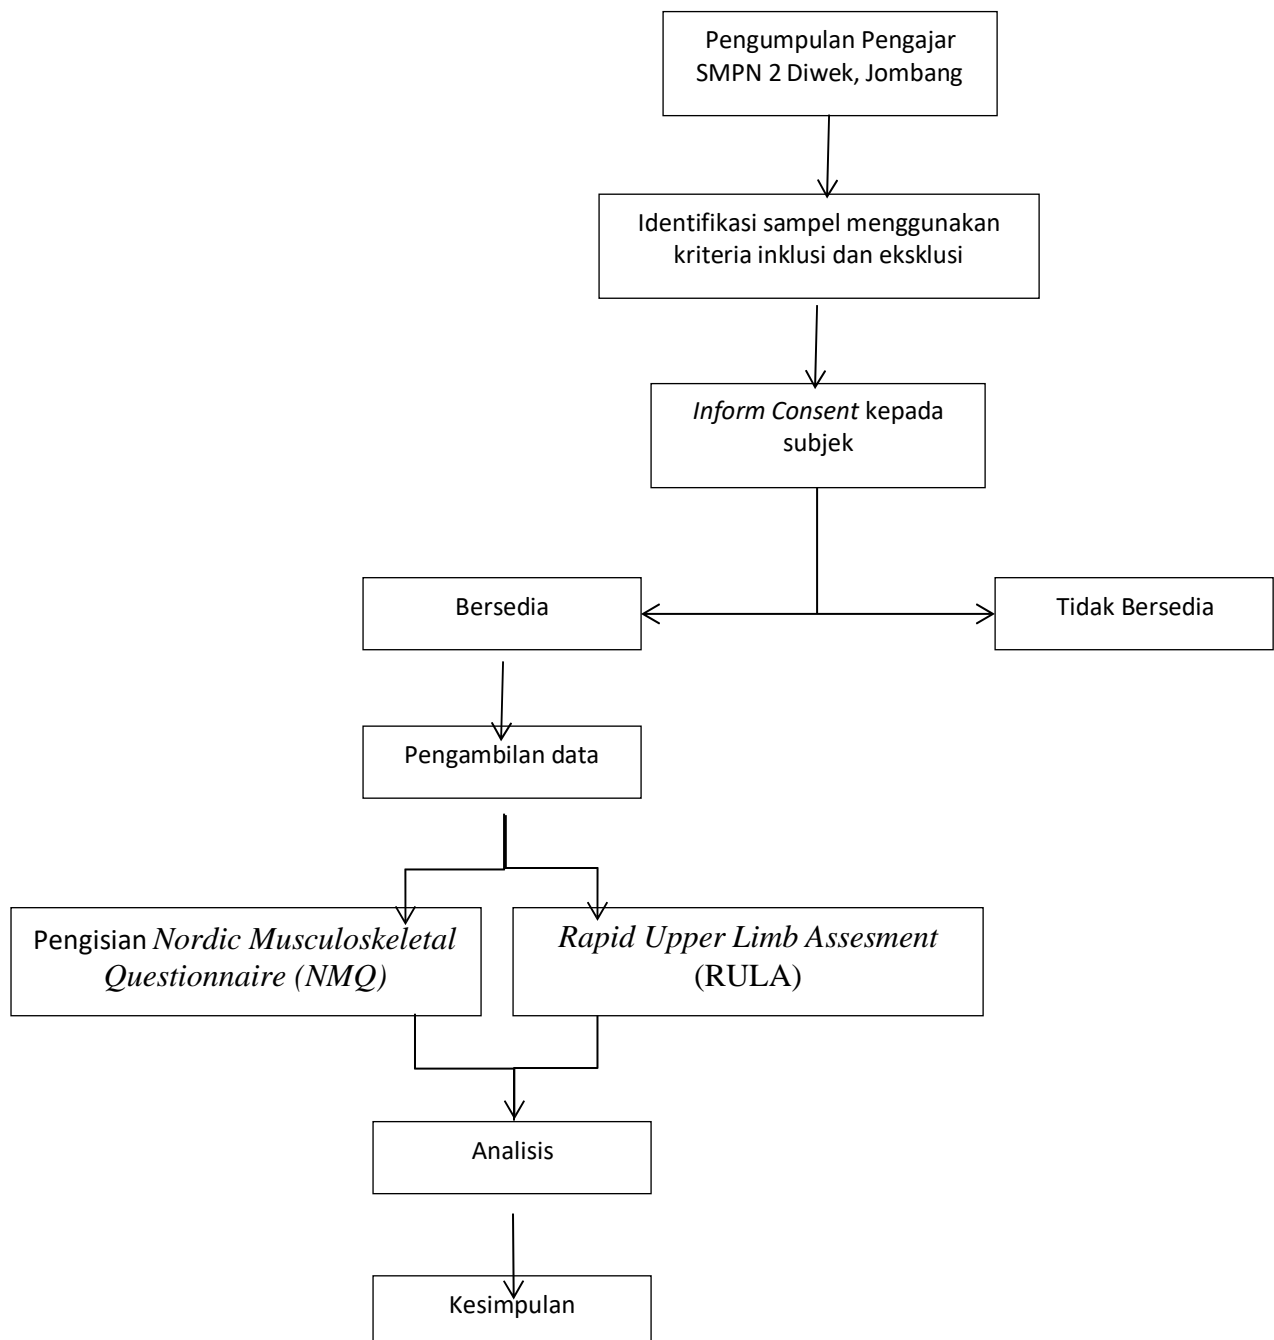 Pengumpulan Pengajar
SMPN 2 Diwek, Jombang
Identifikasi sampel menggunakan
kriteria inklusi dan eksklusi
Inform Consent kepada
subjek
Bersedia
Tidak Bersedia
Pengambilan data
Pengisian Nordic Musculoskeletal
Questionnaire (NMQ)
Rapid Upper Limb Assesment
(RULA)
Analisis
Kesimpulan